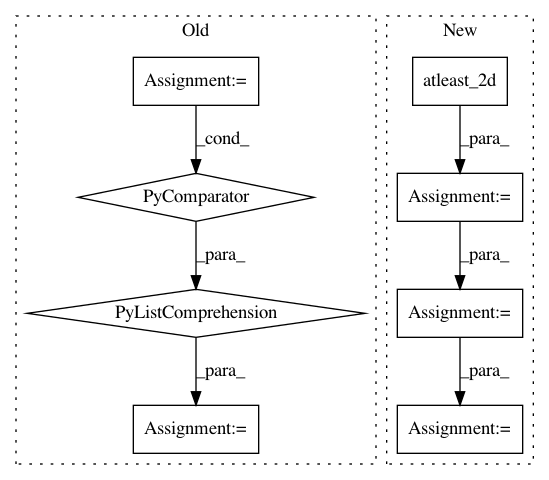 Old
New
Assignment:=
atleast_2d
_cond_
_para_
PyComparator
Assignment:=
_para_
_para_
PyListComprehension
Assignment:=
_para_
_para_
Assignment:=
Assignment:=